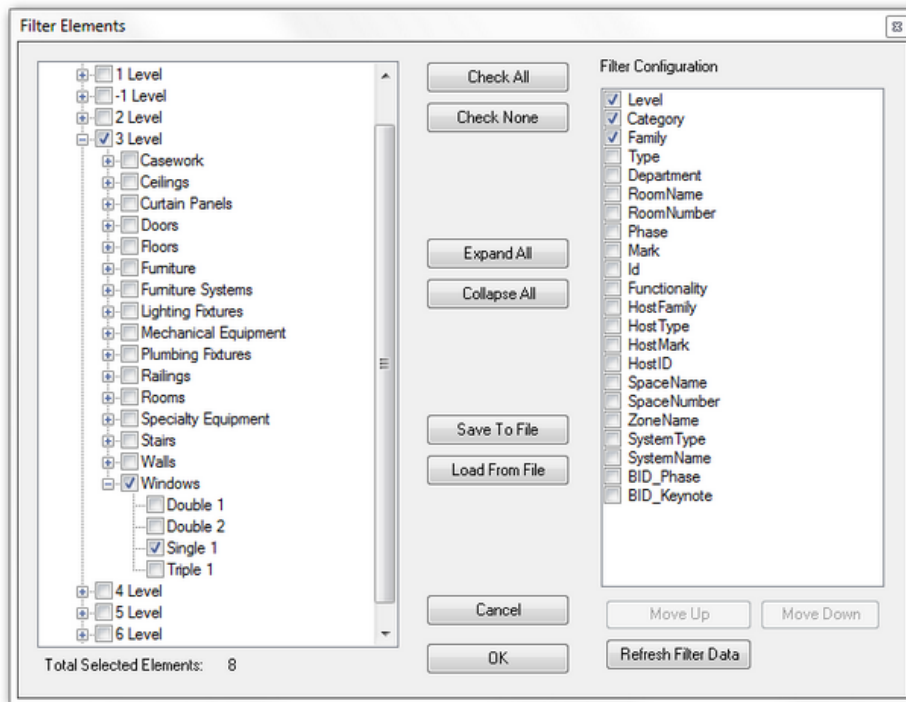 Filter Elements
1 Level
-1 Level
2 Level
3 Level
Casework
Ceilings
Curtain Panels
Doors
Floors
Furniture
Furniture Systems
Lighting Fixtures
Mechanical Equipment
Plumbing Fixtures
Railings
Rooms
Specialty Equipment
Stairs
Walls
Windows
Double 1
Double 2
Single 1
Triple 1
4 Level
5 Level
6 Level
Total Selected Elements: 8
Check All
Check None
Expand All
Collapse All
Save To File
Load From File
Cancel
OK
Filter Configuration
Level
Category
Family
Type
Department
RoomName
RoomNumber
Phase
Mark
Id
Functionality
HostFamily
HostType
HostMark
HostID
SpaceName
SpaceNumber
ZoneName
SystemType
SystemName
BID_Phase
BID_Keynote
Move Up
Move Down
Refresh Filter Data